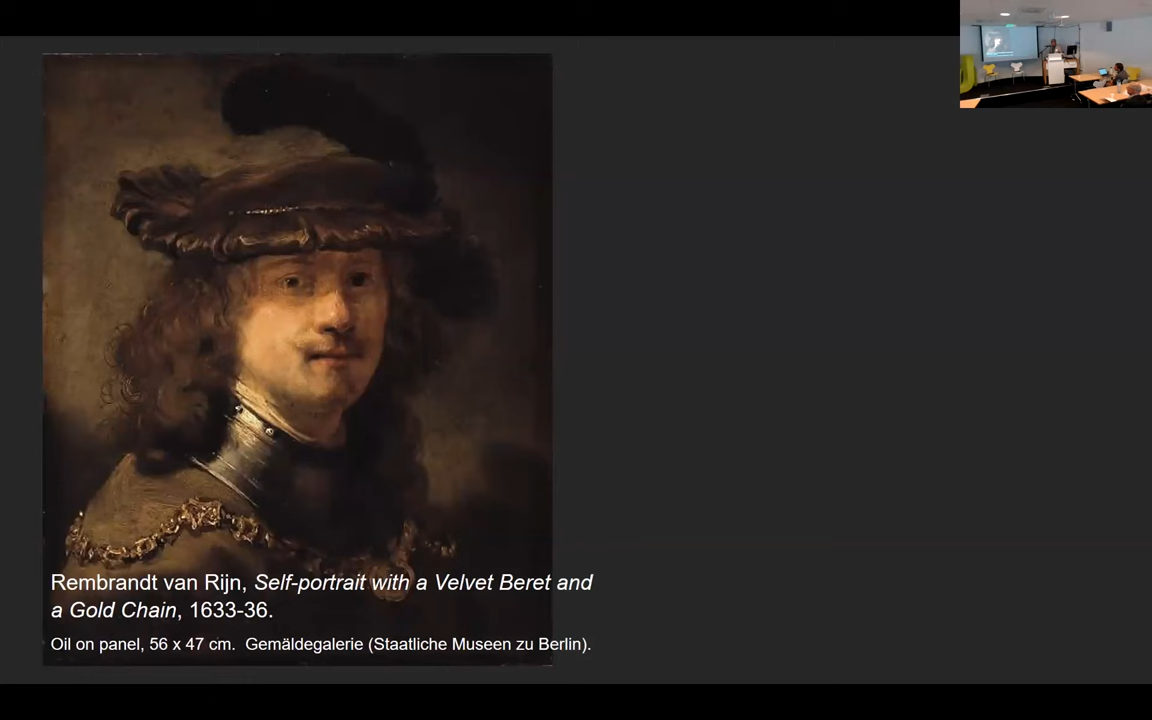 Rembrandt van Rijn, Self-portrait with a Velvet Beret and
a Gold Chain, 1633-36.
Oil on panel, 56 x 47 cm.  Gemäldegalerie (Staatliche Museen zu Berlin).